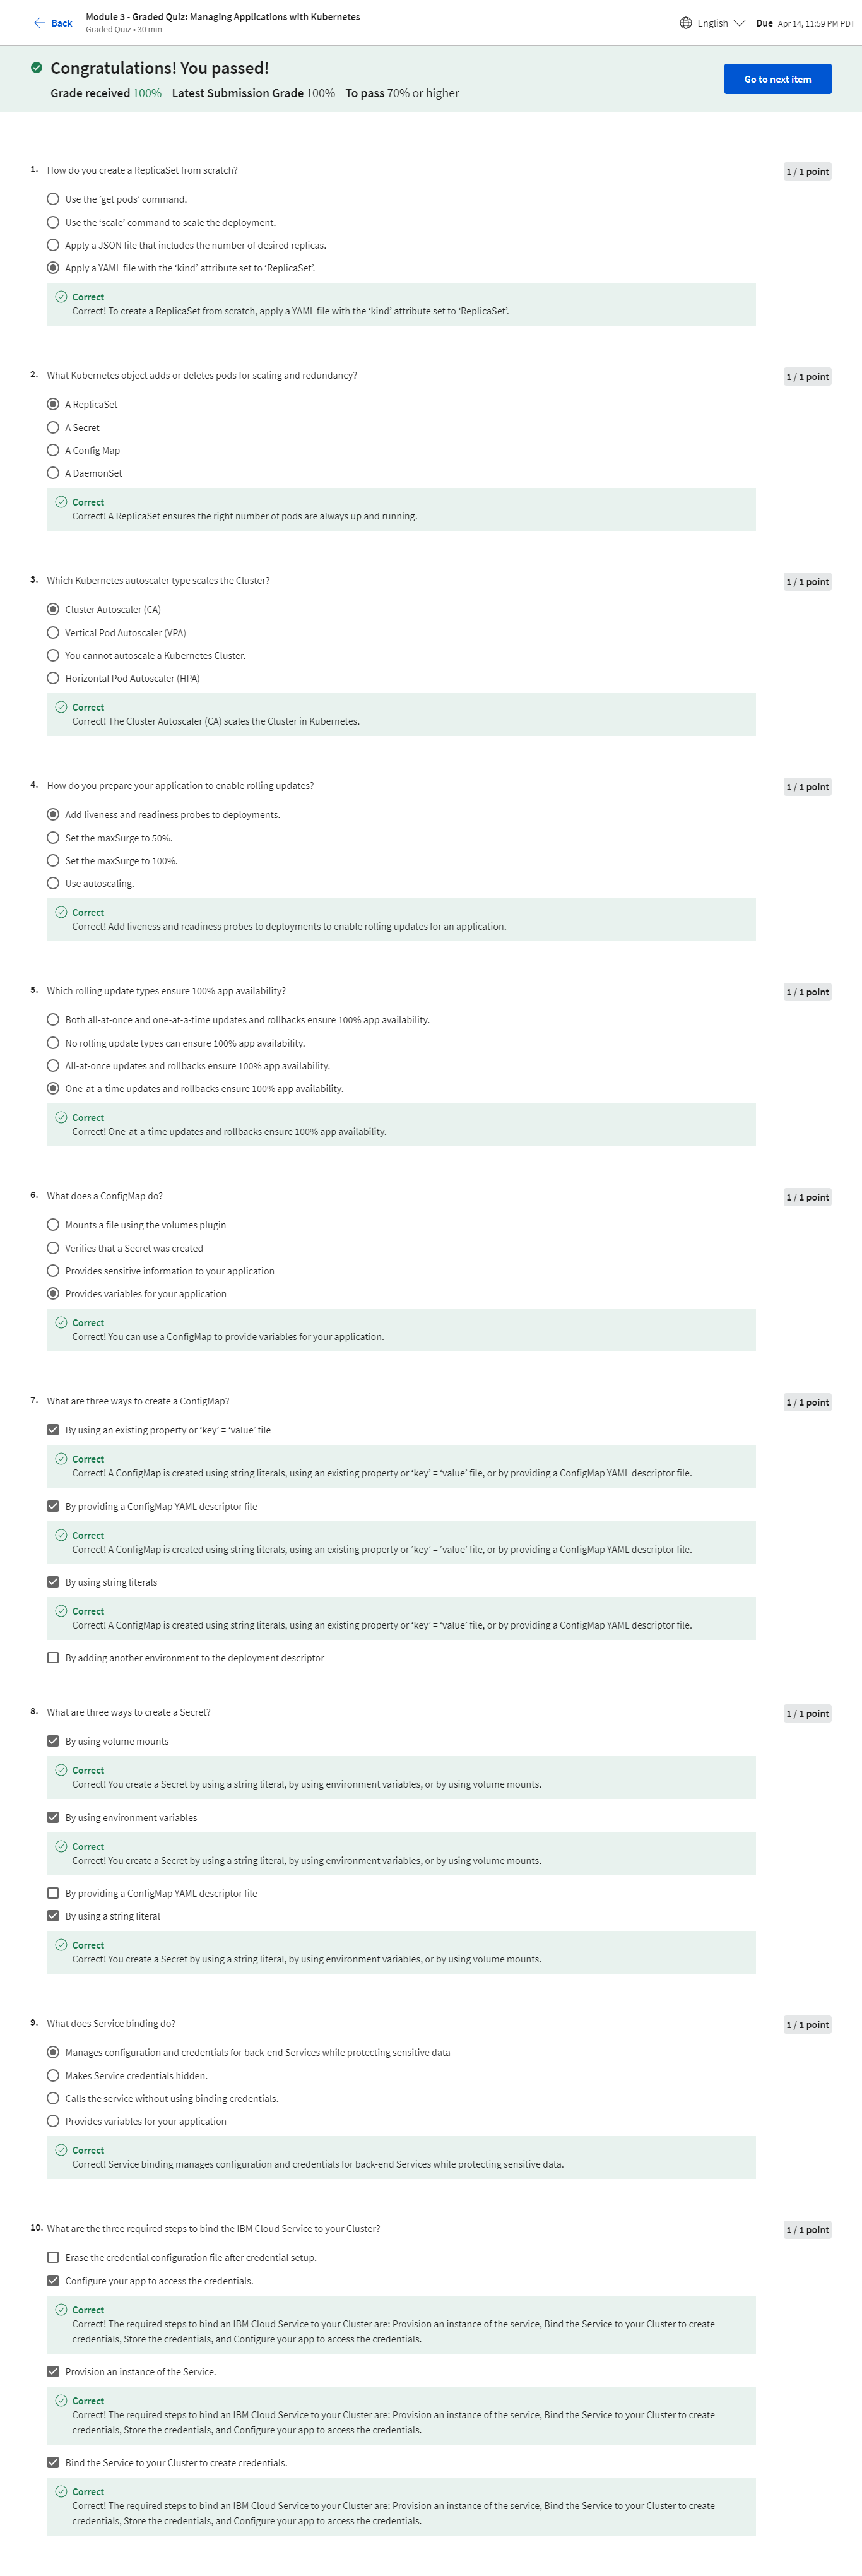 Back
Module 3 - Graded Quiz: Managing Applications with Kubernetes
Graded Quiz • 30 min
English
Due Apr 14, 11:59 PM PDT
Congratulations! You passed!
Grade received 100% Latest Submission Grade 100% To pass 70% or higher
Go to next item
1. How do you create a ReplicaSet from scratch?
1 / 1 point
Use the ‘get pods’ command.
Use the ‘scale’ command to scale the deployment.
Apply a JSON file that includes the number of desired replicas.
Apply a YAML file with the ‘kind’ attribute set to ‘ReplicaSet’.
Correct
Correct! To create a ReplicaSet from scratch, apply a YAML file with the ‘kind’ attribute set to ‘ReplicaSet’.
2. What Kubernetes object adds or deletes pods for scaling and redundancy?
1 / 1 point
A ReplicaSet
A Secret
A Config Map
A DaemonSet
Correct
Correct! A ReplicaSet ensures the right number of pods are always up and running.
3. Which Kubernetes autoscaler type scales the Cluster?
1 / 1 point
Cluster Autoscaler (CA)
Vertical Pod Autoscaler (VPA)
You cannot autoscale a Kubernetes Cluster.
Horizontal Pod Autoscaler (HPA)
Correct
Correct! The Cluster Autoscaler (CA) scales the Cluster in Kubernetes.
4. How do you prepare your application to enable rolling updates?
1 / 1 point
Add liveness and readiness probes to deployments.
Set the maxSurge to 50%.
Set the maxSurge to 100%.
Use autoscaling.
Correct
Correct! Add liveness and readiness probes to deployments to enable rolling updates for an application.
5. Which rolling update types ensure 100% app availability?
1 / 1 point
Both all-at-once and one-at-a-time updates and rollbacks ensure 100% app availability.
No rolling update types can ensure 100% app availability.
All-at-once updates and rollbacks ensure 100% app availability.
One-at-a-time updates and rollbacks ensure 100% app availability.
Correct
Correct! One-at-a-time updates and rollbacks ensure 100% app availability.
6. What does a ConfigMap do?
1 / 1 point
Mounts a file using the volumes plugin
Verifies that a Secret was created
Provides sensitive information to your application
Provides variables for your application
Correct
Correct! You can use a ConfigMap to provide variables for your application.
7. What are three ways to create a ConfigMap?
1 / 1 point
By using an existing property or ‘key’ = ‘value’ file
Correct
Correct! A ConfigMap is created using string literals, using an existing property or ‘key’ = ‘value’ file, or by providing a ConfigMap YAML descriptor file.
By providing a ConfigMap YAML descriptor file
Correct
Correct! A ConfigMap is created using string literals, using an existing property or ‘key’ = ‘value’ file, or by providing a ConfigMap YAML descriptor file.
By using string literals
Correct
Correct! A ConfigMap is created using string literals, using an existing property or ‘key’ = ‘value’ file, or by providing a ConfigMap YAML descriptor file.
By adding another environment to the deployment descriptor
8. What are three ways to create a Secret?
1 / 1 point
By using volume mounts
Correct
Correct! You create a Secret by using a string literal, by using environment variables, or by using volume mounts.
By using environment variables
Correct
Correct! You create a Secret by using a string literal, by using environment variables, or by using volume mounts.
By providing a ConfigMap YAML descriptor file
By using a string literal
Correct
Correct! You create a Secret by using a string literal, by using environment variables, or by using volume mounts.
9. What does Service binding do?
1 / 1 point
Manages configuration and credentials for back-end Services while protecting sensitive data
Makes Service credentials hidden.
Calls the service without using binding credentials.
Provides variables for your application
Correct
Correct! Service binding manages configuration and credentials for back-end Services while protecting sensitive data.
10. What are the three required steps to bind the IBM Cloud Service to your Cluster?
1 / 1 point
Erase the credential configuration file after credential setup.
Configure your app to access the credentials.
Correct
Correct! The required steps to bind an IBM Cloud Service to your Cluster are: Provision an instance of the service, Bind the Service to your Cluster to create
credentials, Store the credentials, and Configure your app to access the credentials.
Provision an instance of the Service.
Correct
Correct! The required steps to bind an IBM Cloud Service to your Cluster are: Provision an instance of the service, Bind the Service to your Cluster to create
credentials, Store the credentials, and Configure your app to access the credentials.
Bind the Service to your Cluster to create credentials.
Correct
Correct! The required steps to bind an IBM Cloud Service to your Cluster are: Provision an instance of the service, Bind the Service to your Cluster to create
credentials, Store the credentials, and Configure your app to access the credentials.